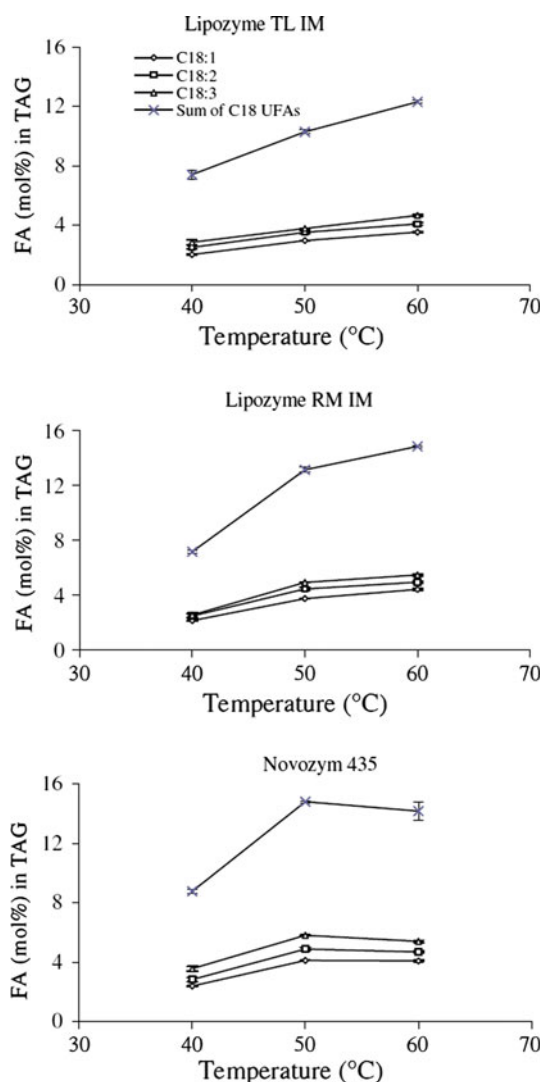 Lipozyme TL IM
C18:1
C18:2
C18:3
Sum of C18 UFAs
16
12
8
4
0
FA (mol%) in TAG
30 40 50 60 70
Temperature (°C)
Lipozyme RM IM
16
12
8
4
0
FA (mol%) in TAG
30 40 50 60 70
Temperature (°C)
Novozym 435
16
12
8
4
0
FA (mol%) in TAG
30 40 50 60 70
Temperature (°C)